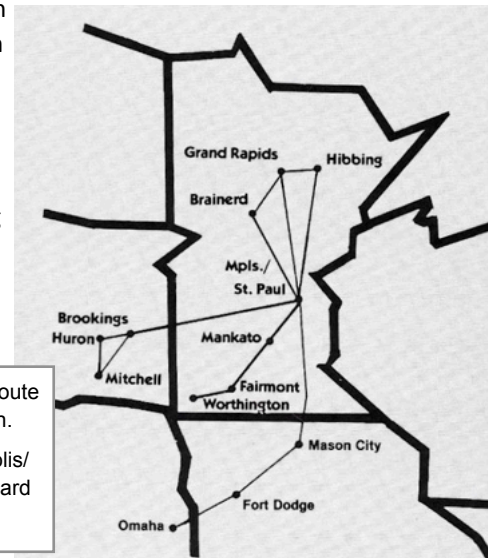 n
n
Grand Rapids
Hibbing
Brainerd
Mpls./
St. Paul
Brookings
Huron
Mankato
Mitchell
Fairmont
Worthington
Mason City
Fort Dodge
Omaha
oute
n.
lis/
ard